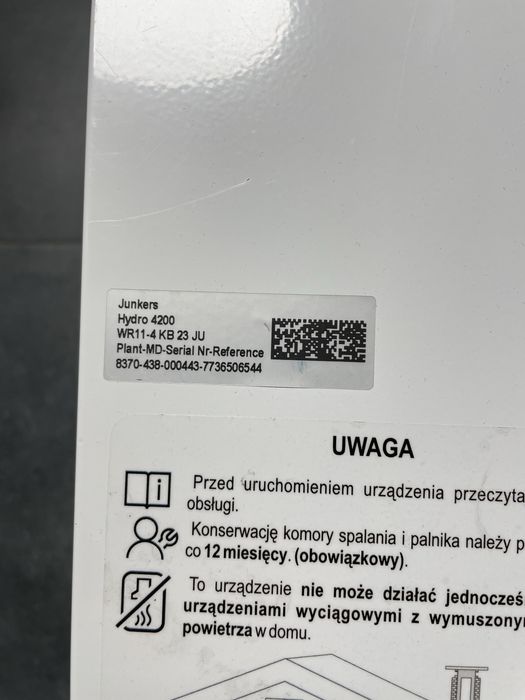 Junkers
Hydro 4200
WR11-4 KB 23 JU
Plant-MD-Serial Nr-Reference
8370-438-000443-7736506544
UWAGA
Przed uruchomieniem urządzenia przeczyta
obsługi.
Konserwację komory spalania i palnika należy p
co 12 miesięcy. (obowiązkowy).
To urządzenie nie może działać jednocześ
urządzeniami wyciągowymi z wymuszony
powietrza w domu.